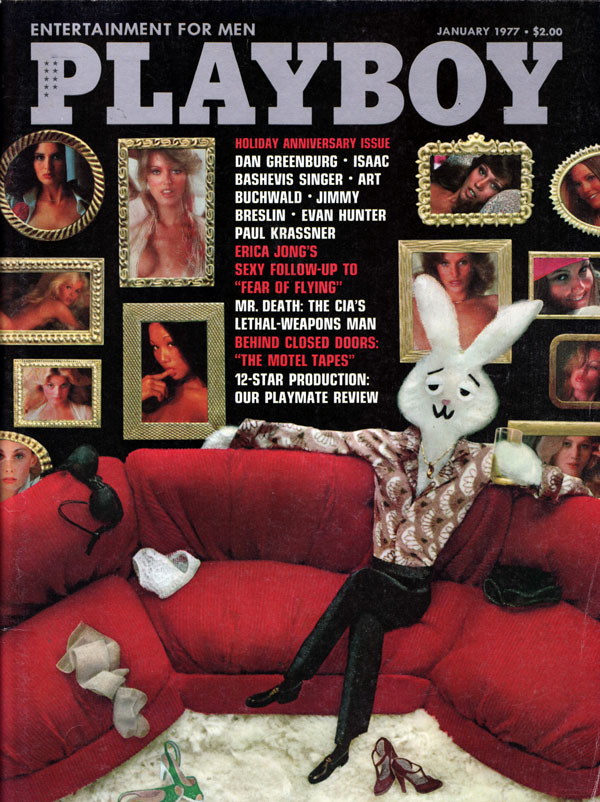 ENTERTAINMENT FOR MEN
JANUARY 1977 • $2.00
PLAYBOY
HOLIDAY ANNIVERSARY ISSUE
DAN GREENBURG • ISAAC
BASHEVIS SINGER • ART
BUCHWALD • JIMMY
BRESLIN • EVAN HUNTER
PAUL KRASSNER
ERICA JONG'S
SEXY FOLLOW-UP TO
"FEAR OF FLYING"
MR. DEATH: THE CIA'S
LETHAL-WEAPONS MAN
BEHIND CLOSED DOORS:
"THE MOTEL TAPES"
12-STAR PRODUCTION:
OUR PLAYMATE REVIEW